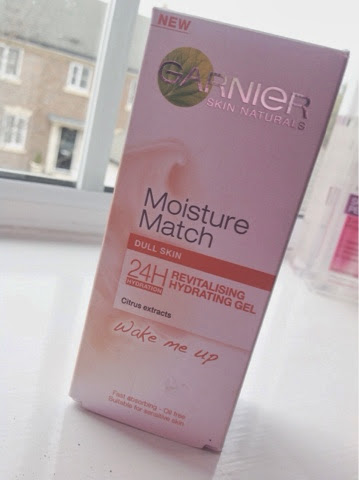 NEW
GARNIER
SKIN NATURALS
Moisture
Match
DULL SKIN
24H REVITALISING
HYDRATION HYDRATING GEL
Citrus extracts
Wake me up
Fast absorbing - Oil free
Suitable for sensitive skin